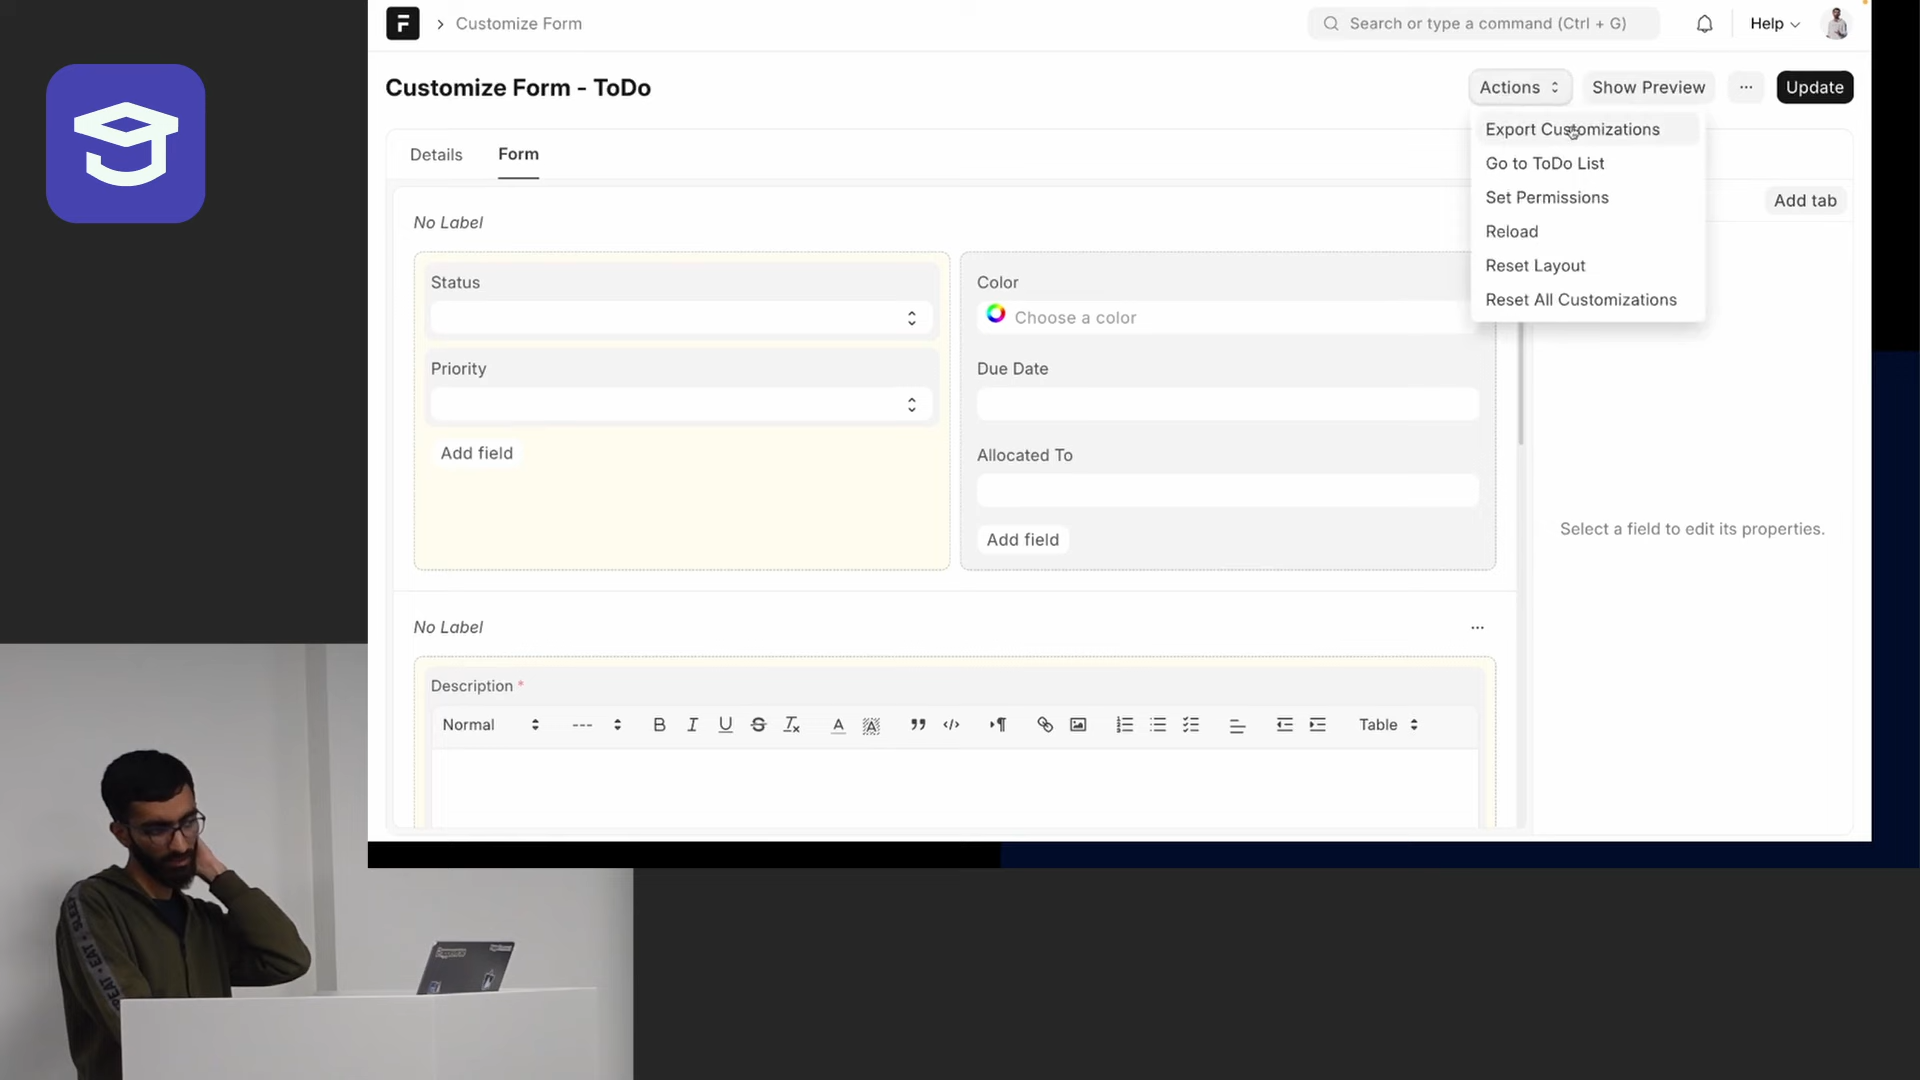 Customize Form
Search or type a command (Ctrl + G)
Help
Customize Form - ToDo
Actions
Show Preview
...
Update
Export Customizations
Go to ToDo List
Set Permissions
Reload
Reset Layout
Reset All Customizations
Details
Form
Add tab
No Label
Status
Color
Choose a color
Priority
Due Date
Add field
Allocated To
Add field
Select a field to edit its properties.
No Label
...
Description *
Normal
---
Table
EAT
SLEEP